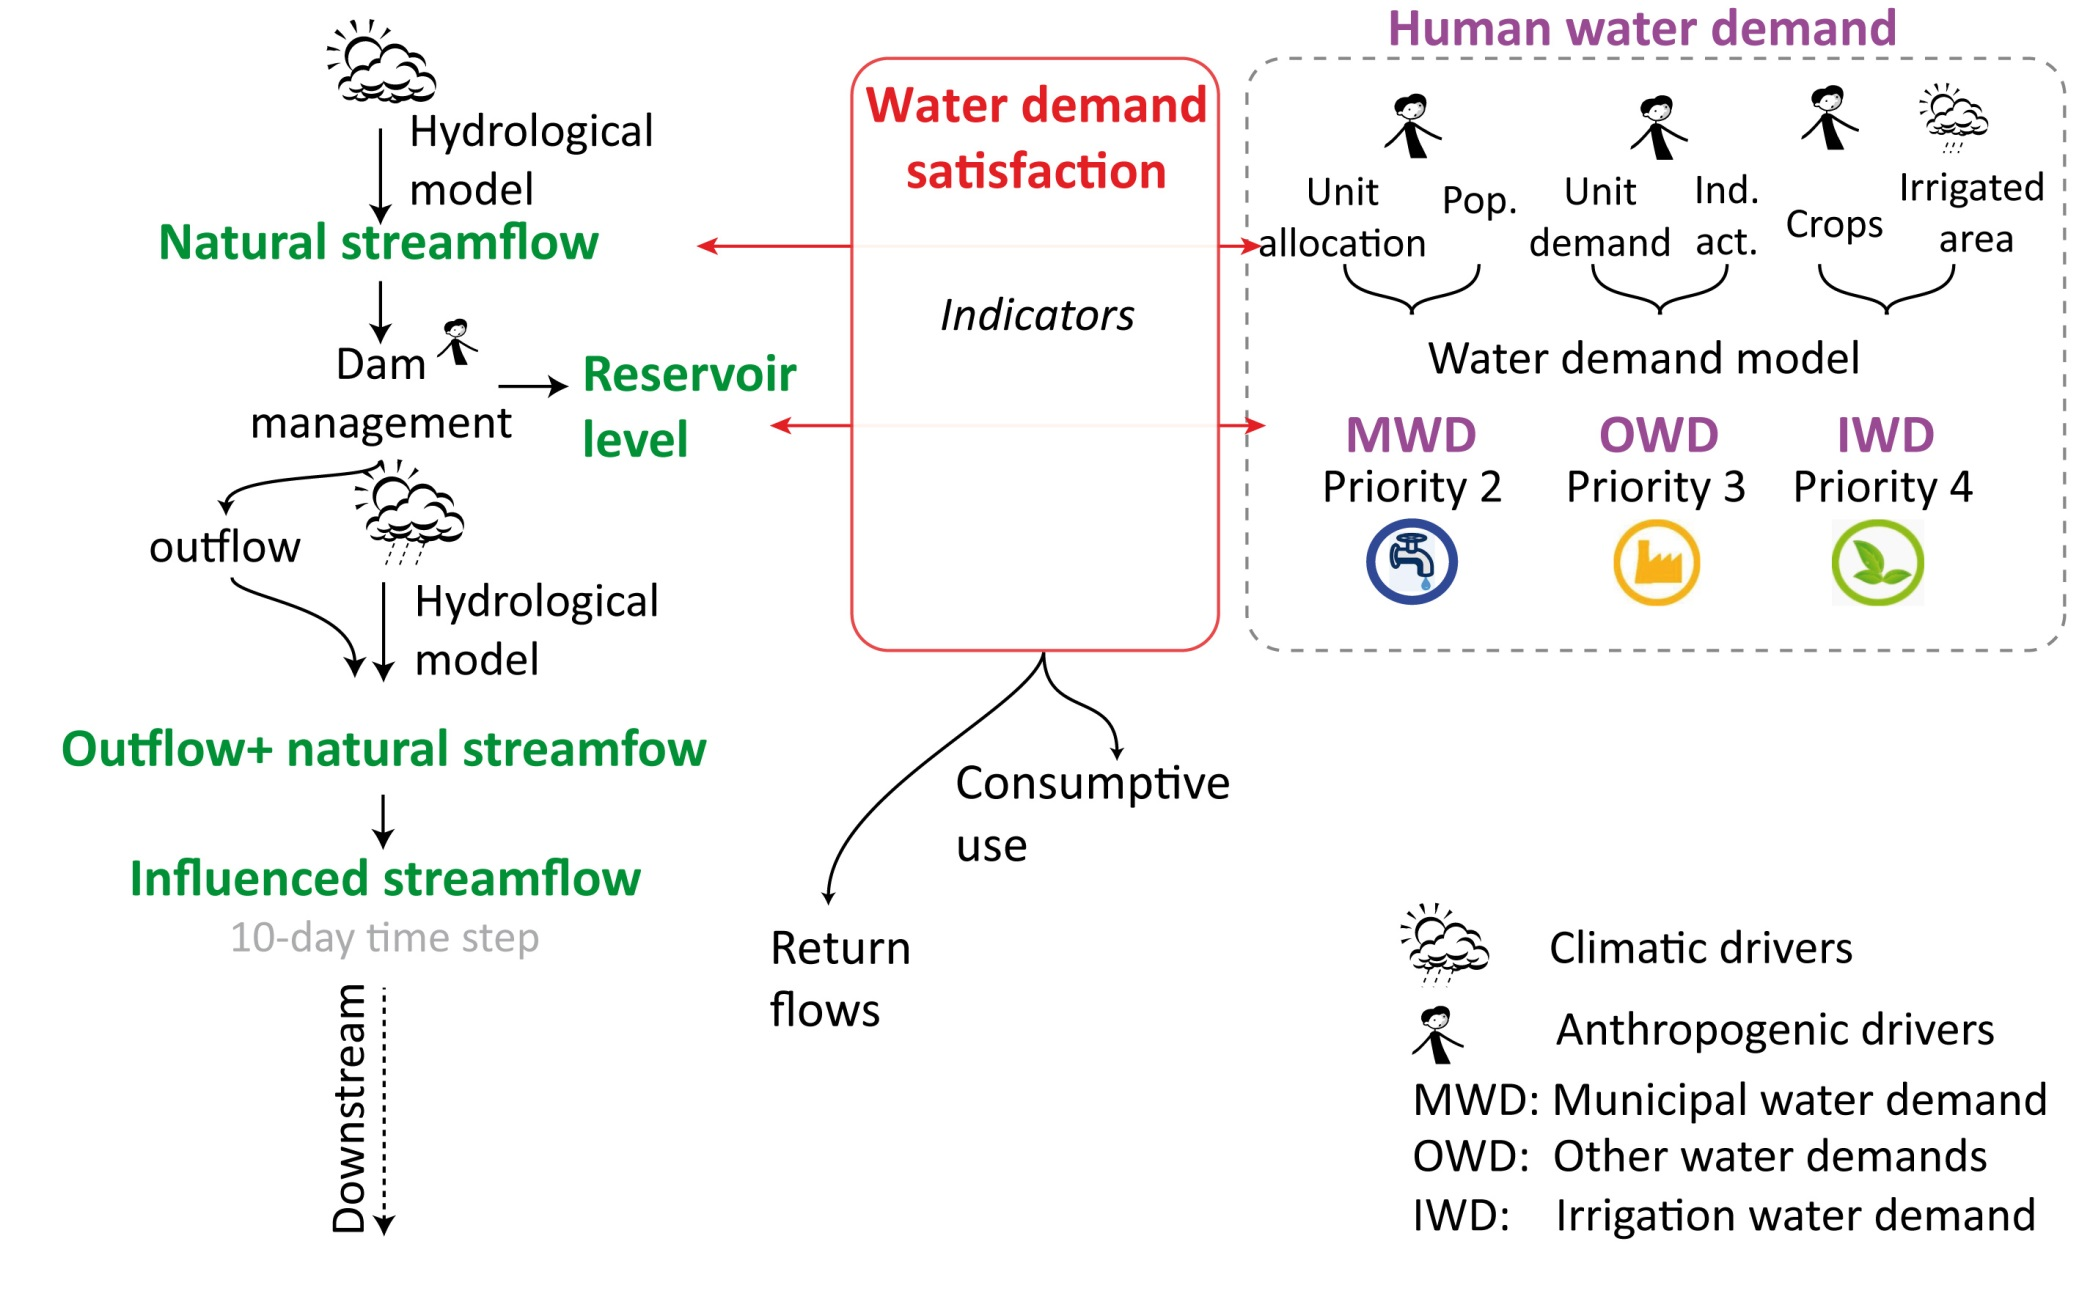 Hydrological
model
Natural streamflow
Dam
management
Reservoir
level
outflow
Hydrological
model
Outflow+ natural streamfow
Influenced streamflow
10-day time step
Downstream
Water demand
satisfaction
Indicators
Consumptive
use
Return
flows
Human water demand
Unit
allocation
Pop.
Unit
demand
Ind.
act.
Crops
Irrigated
area
Water demand model
MWD
Priority 2
OWD
Priority 3
IWD
Priority 4
Climatic drivers
Anthropogenic drivers
MWD: Municipal water demand
OWD: Other water demands
IWD: Irrigation water demand